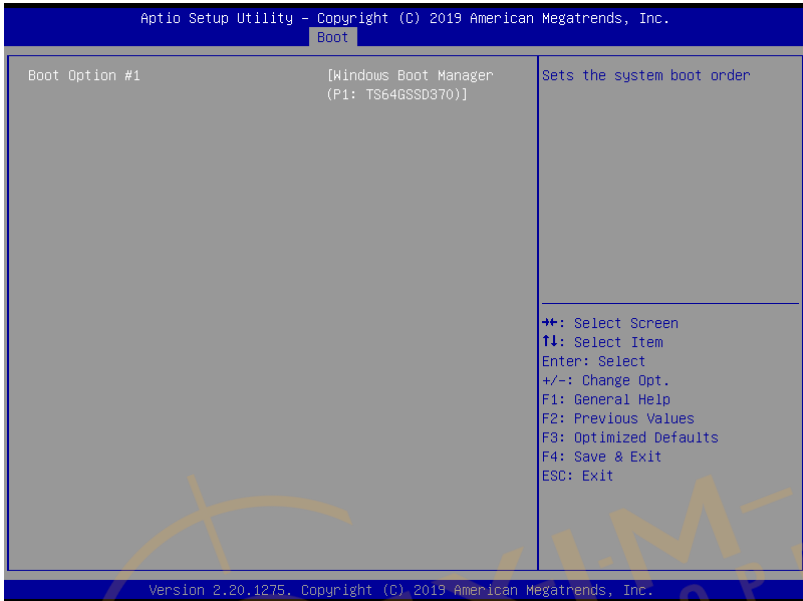 Aptio Setup Utility – Copyright (C) 2019 American Megatrends, Inc.
Boot
Boot Option #1 [Windows Boot Manager
(P1: TS64GSSD370)]
Sets the system boot order
→←: Select Screen
↑↓: Select Item
Enter: Select
+/-: Change Opt.
F1: General Help
F2: Previous Values
F3: Optimized Defaults
F4: Save & Exit
ESC: Exit
Version 2.20.1275. Copyright (C) 2019 American Megatrends, Inc.